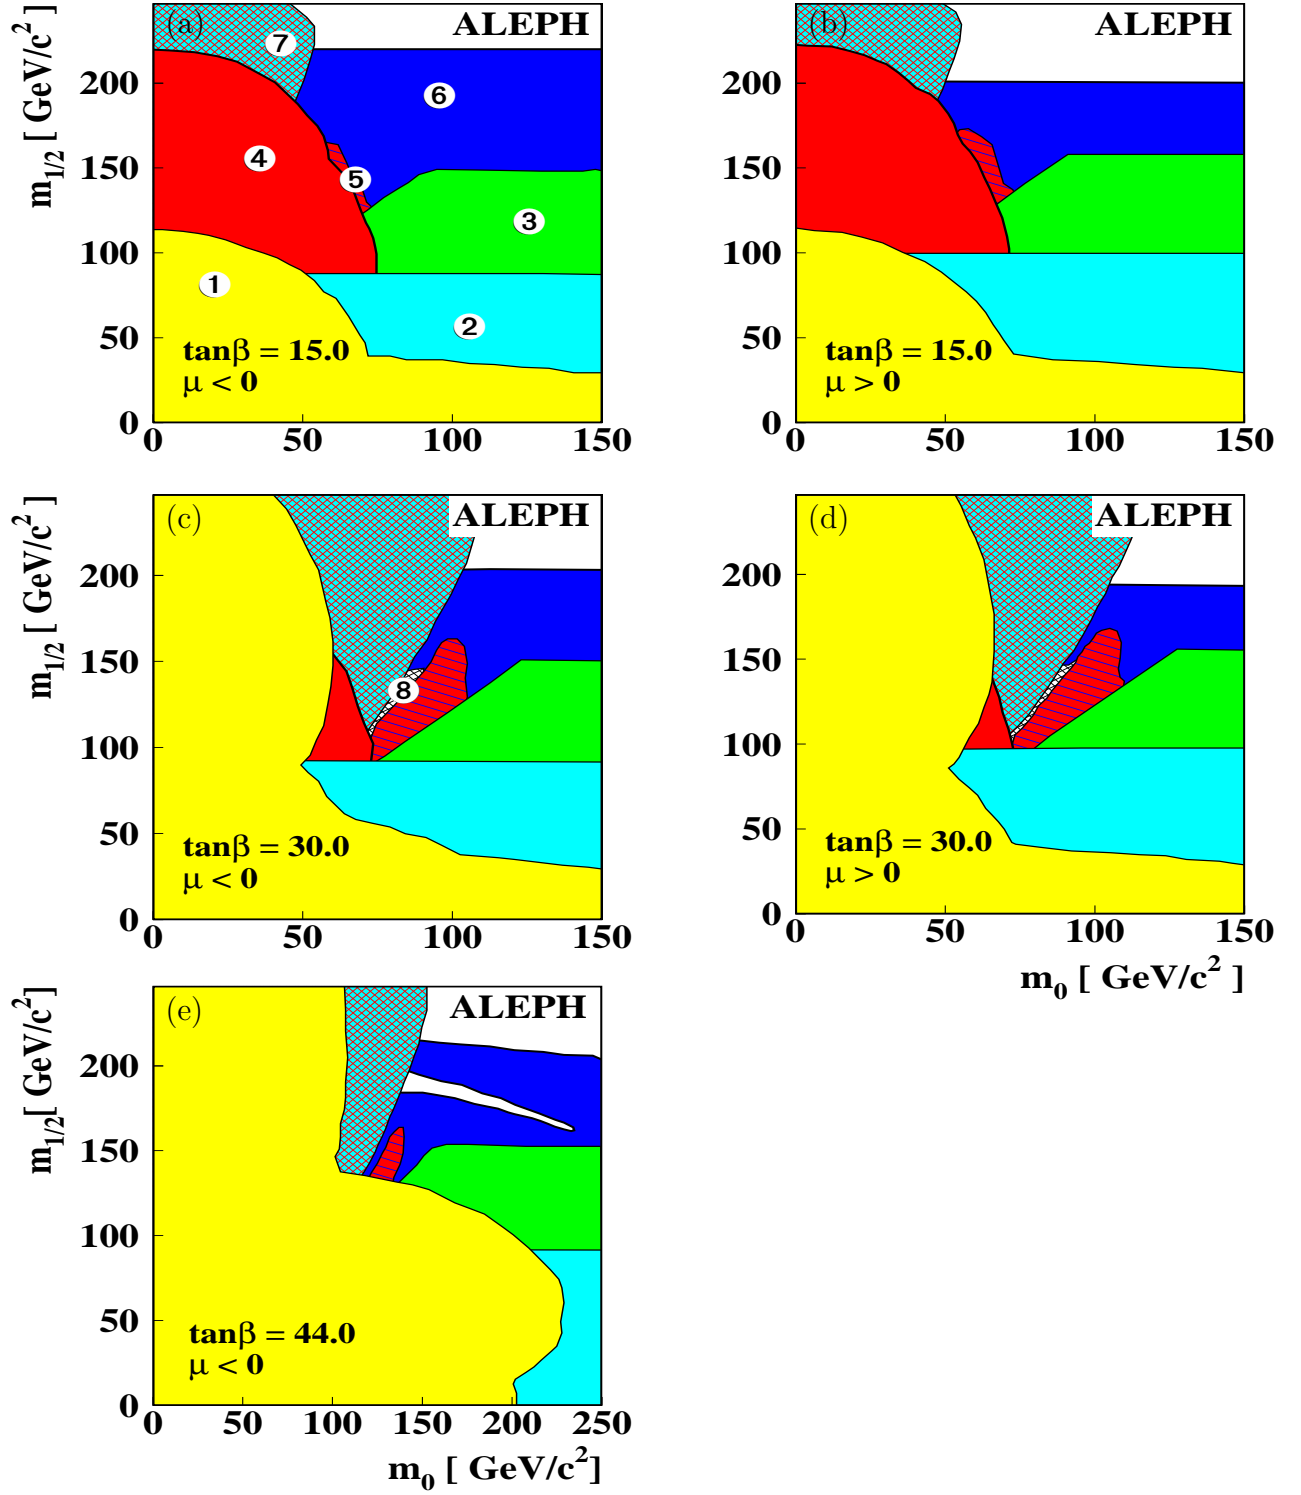 (a) ALEPH
m1/2 [ GeV/c2 ]
200
150
100
50
0
0 50 100 150
7
6
4
5
3
1
2
tanβ = 15.0
μ < 0
(b) ALEPH
200
150
100
50
0
0 50 100 150
tanβ = 15.0
μ > 0
(c) ALEPH
m1/2 [ GeV/c2 ]
200
150
100
50
0
0 50 100 150
8
tanβ = 30.0
μ < 0
(d) ALEPH
200
150
100
50
0
0 50 100 150
tanβ = 30.0
μ > 0
m0 [ GeV/c2 ]
(e) ALEPH
m1/2[ GeV/c2 ]
200
150
100
50
0
0 50 100 150 200 250
tanβ = 44.0
μ < 0
m0 [ GeV/c2]